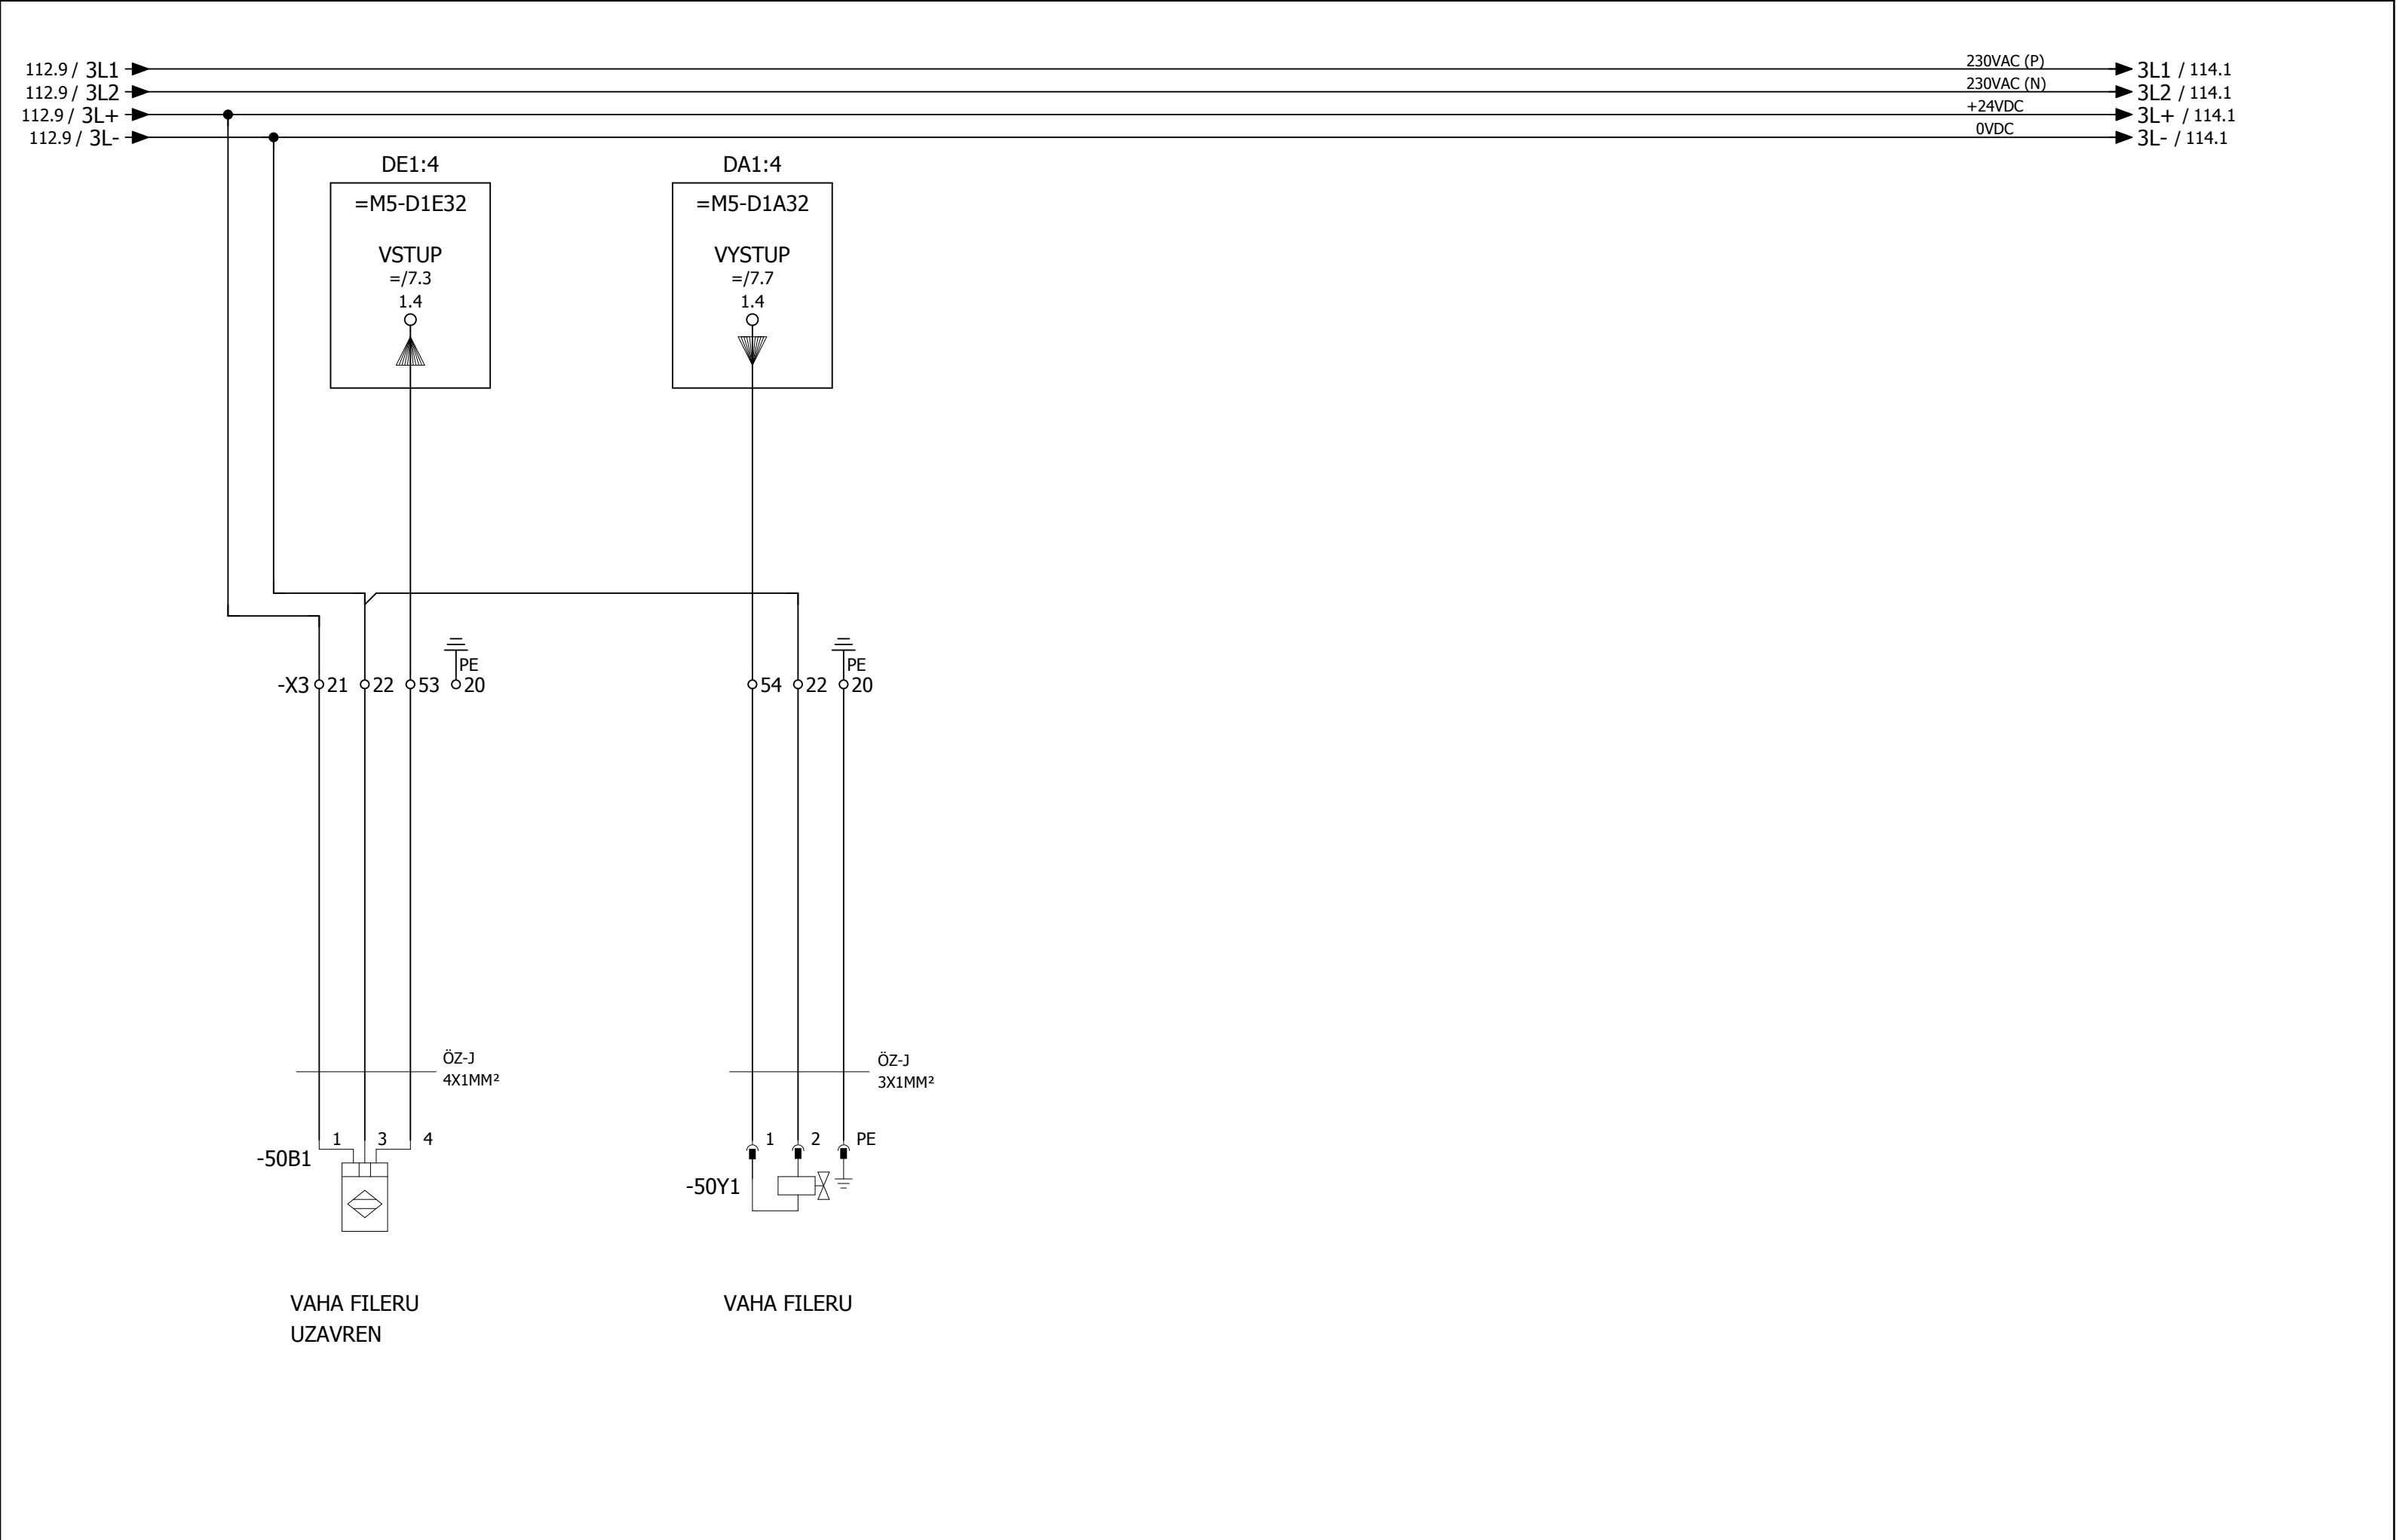 112.9 / 3L1 230VAC (P) 3L1 / 114.1
112.9 / 3L2 230VAC (N) 3L2 / 114.1
112.9 / 3L+ +24VDC 3L+ / 114.1
112.9 / 3L- 0VDC 3L- / 114.1
DE1:4 DA1:4
=M5-D1E32 =M5-D1A32
VSTUP VYSTUP
=/7.3 =/7.7
1.4 1.4
PE PE
-X3 21 22 53 20 54 22 20
ÖZ-J ÖZ-J
4X1MM² 3X1MM²
1 3 4 1 2 PE
-50B1 -50Y1
VAHA FILERU VAHA FILERU
UZAVREN